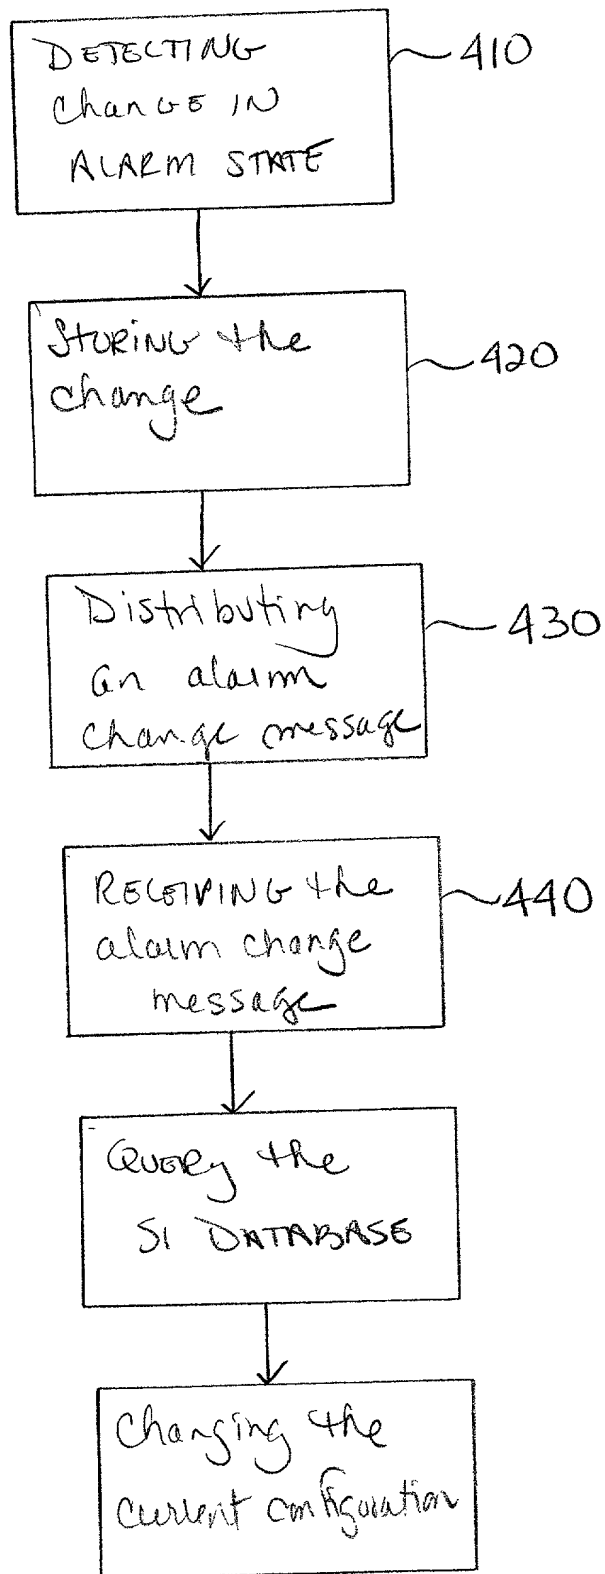 DETECTING
Change IN
ALARM STATE
410
STORING the
change
420
Distributing
an alarm
change message
430
RECEIVING the
alarm change
message
440
QUERY the
SI DATABASE
Changing the
current configuration